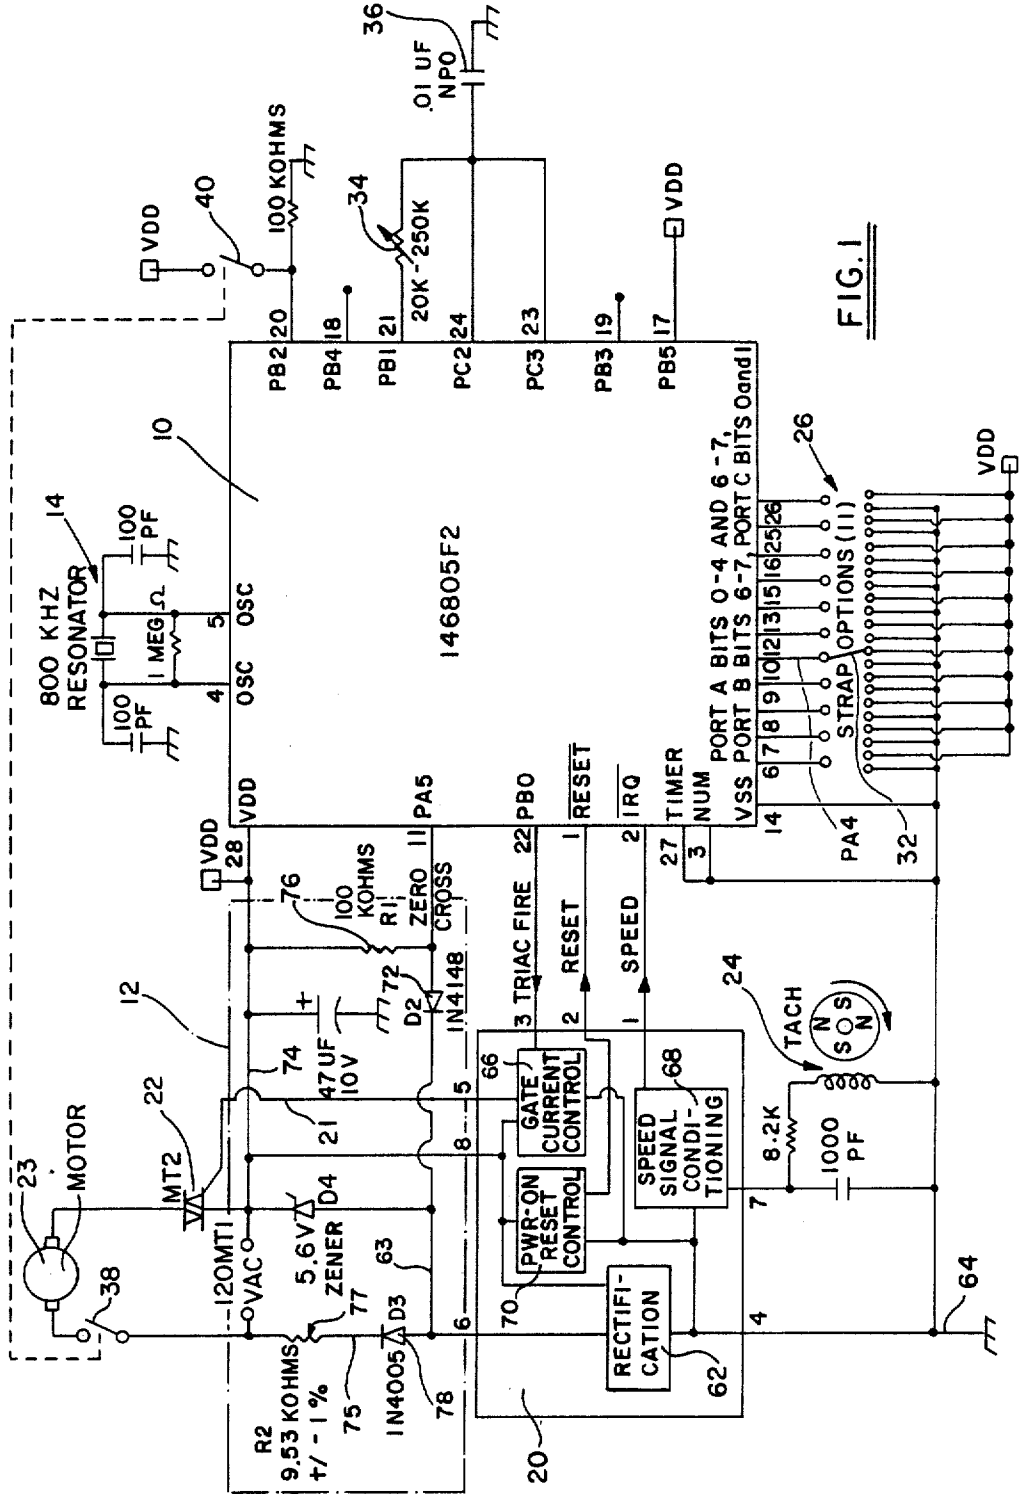 FIG.1
36
.01 UF
NPO
100 KOHMS
40
VDD
34
20K-250K
VDD
PB2 20
PB4 18
PB1 21
PC2 24
PC3 23
PB3 19
PB5 17
10
14
800 KHZ
RESONATOR
100
PF
100
PF
1 MEG Ω
4
OSC
5
OSC
146805F2
PORT A BITS 0-4 AND 6-7,
PORT B BITS 6-7, PORT C BITS 0 and 1
6 7 8 9 10 12 13 15 16 25 26
STRAP OPTIONS (11)
26
VDD
VDD
28
VDD
11
PA5
22
PB0
1
RESET
2
IRQ
27
TIMER
3
NUM
14
VSS
PA4
32
12
76
100
KOHMS
R1
ZERO
CROSS
72
D2
1N4148
+
47 UF
10V
74
3 TRIAC FIRE
2 RESET
1 SPEED
24
TACH
N
S
S
N
22
21
5
8
66
GATE
CURRENT
CONTROL
68
SPEED
SIGNAL
CONDI-
TIONING
8.2K
1000
PF
7
23
MOTOR
MT2
MT1
120
VAC
5.6V
ZENER
D4
63
70
PWR-ON
RESET
CONTROL
38
77
D3
6
RECTIFI-
CATION
62
4
64
R2
9.53 KOHMS
+/- 1%
75
1N4005
78
20